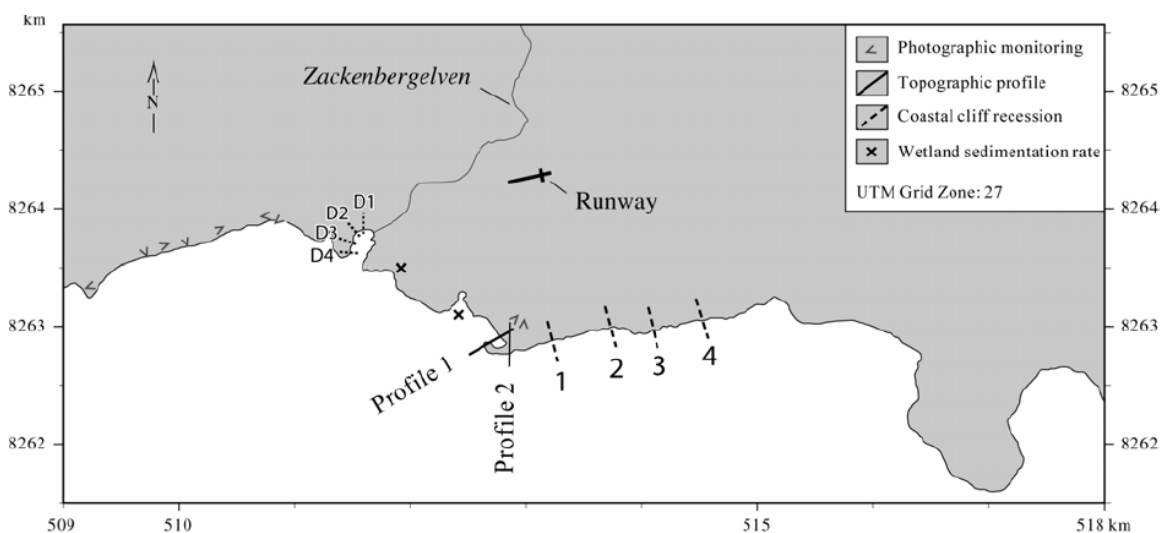 km
8265
8264
8263
8262
N
Zackenbergelven
Runway
D1
D2
D3
D4
Profile 1
Profile 2
1
2
3
4
Photographic monitoring
Topographic profile
Coastal cliff recession
Wetland sedimentation rate
UTM Grid Zone: 27
8265
8264
8263
8262
509
510
515
518 km